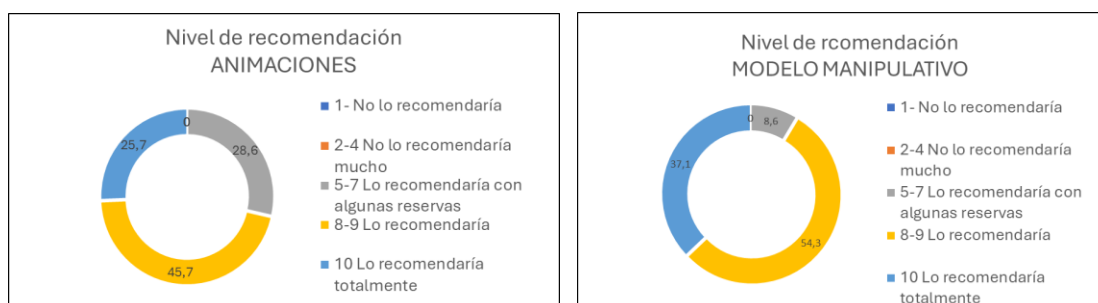 Nivel de recomendación
ANIMACIONES
0
25,7
28,6
45,7
1- No lo recomendaría
2-4 No lo recomendaría
mucho
5-7 Lo recomendaría con
algunas reservas
8-9 Lo recomendaría
10 Lo recomendaría
totalmente
Nivel de rcomendación
MODELO MANIPULATIVO
0
8,6
37,1
54,3
1- No lo recomendaría
2-4 No lo recomendaría
mucho
5-7 Lo recomendaría con
algunas reservas
8-9 Lo recomendaría
10 Lo recomendaría
totalmente